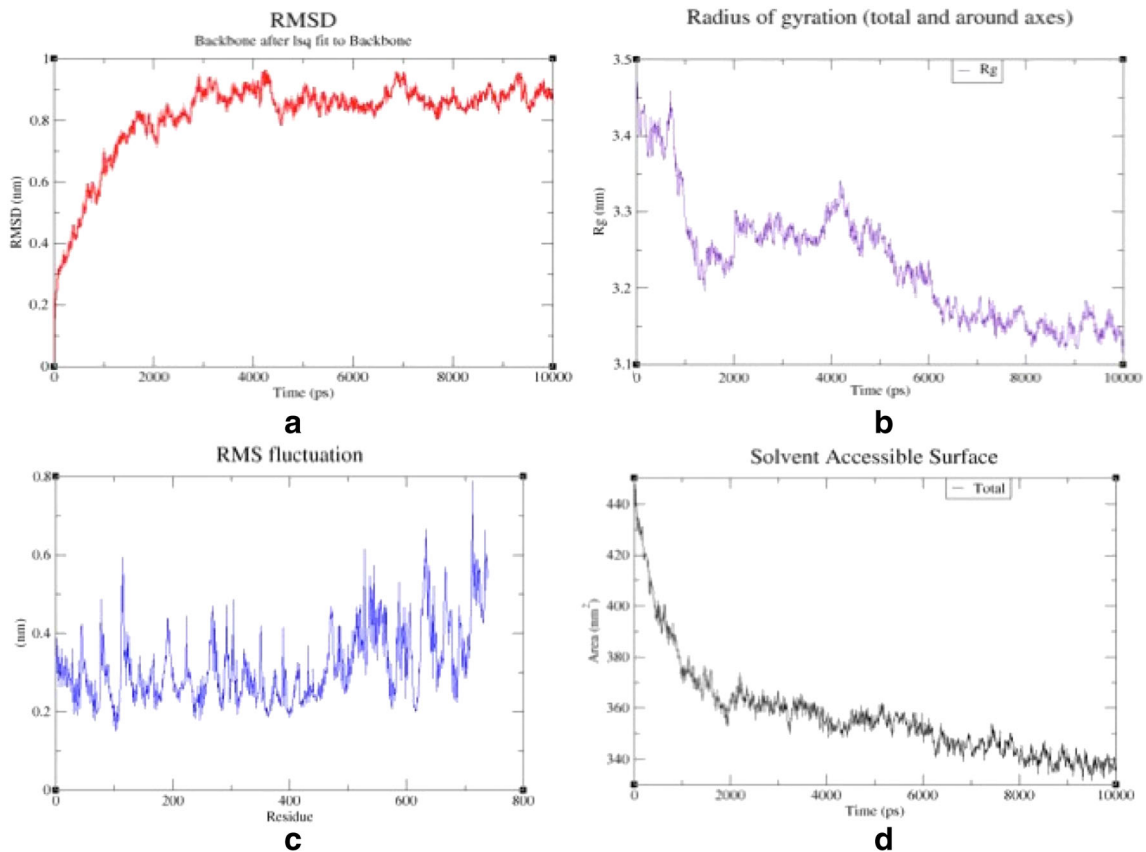 RMSD
Backbone after lsq fit to Backbone
1
0.8
0.6
0.4
0.2
0
RMSD (nm)
0 2000 4000 6000 8000 10000
Time (ps)
a
Radius of gyration (total and around axes)
Rg
3.5
3.4
3.3
3.2
3.1
Rg (nm)
0 2000 4000 6000 8000 10000
Time (ps)
b
RMS fluctuation
0.8
0.6
0.4
0.2
0
(nm)
0 200 400 600 800
Residue
c
Solvent Accessible Surface
Total
440
420
400
380
360
340
Area (nm²)
0 2000 4000 6000 8000 10000
Time (ps)
d